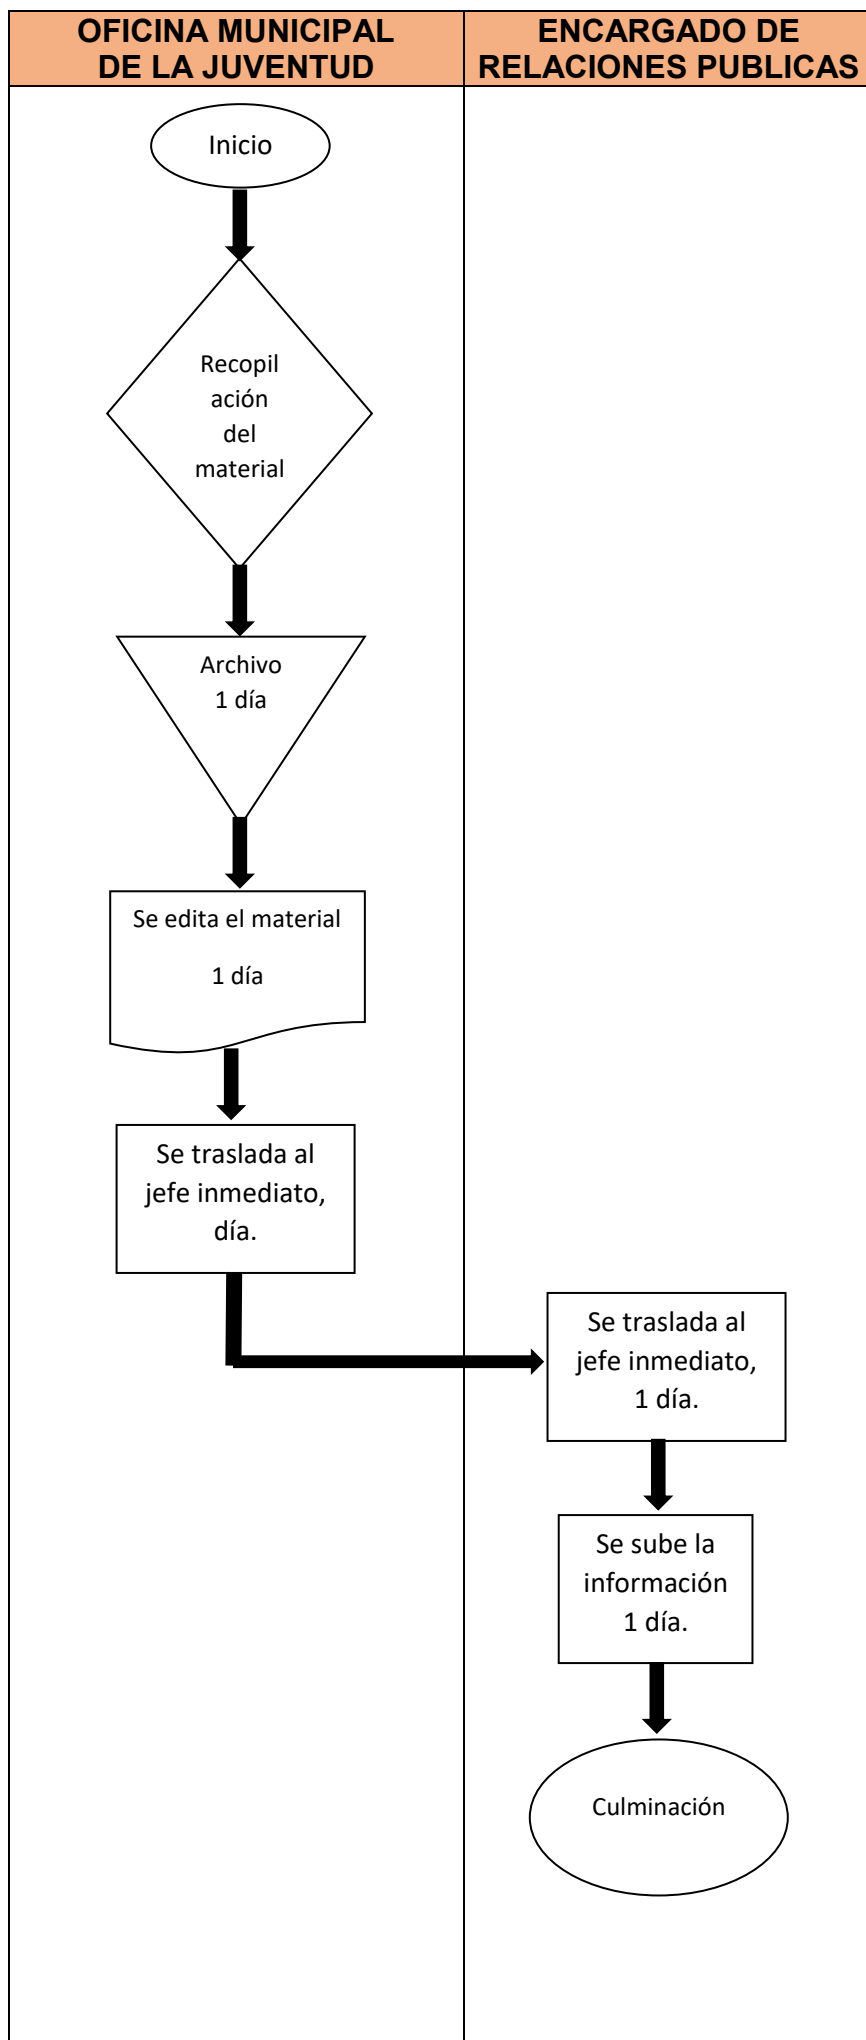 OFICINA MUNICIPAL
DE LA JUVENTUD
ENCARGADO DE
RELACIONES PUBLICAS
Inicio
Recopil
ación
del
material
Archivo
1 día
Se edita el material
1 día
Se traslada al
jefe inmediato,
día.
Se traslada al
jefe inmediato,
1 día.
Se sube la
información
1 día.
Culminación